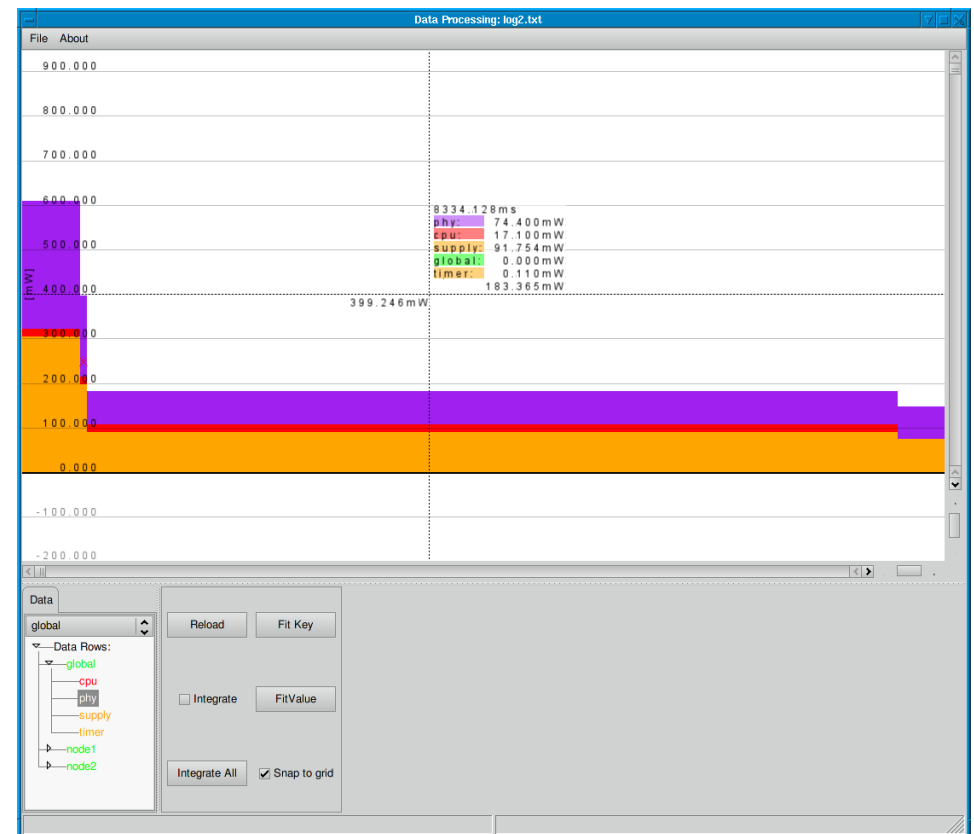 Data Processing: log2.txt
File About
900.000
800.000
700.000
600.000
500.000
400.000
300.000
200.000
100.000
0.000
-100.000
-200.000
[mW]
8334.128ms
phy: 74.400mW
cpu: 17.100mW
supply: 91.754mW
global: 0.000mW
timer: 0.110mW
183.365mW
399.246mW
Data
global
Data Rows:
global
cpu
phy
supply
timer
node1
node2
Reload Fit Key
Integrate FitValue
Integrate All Snap to grid